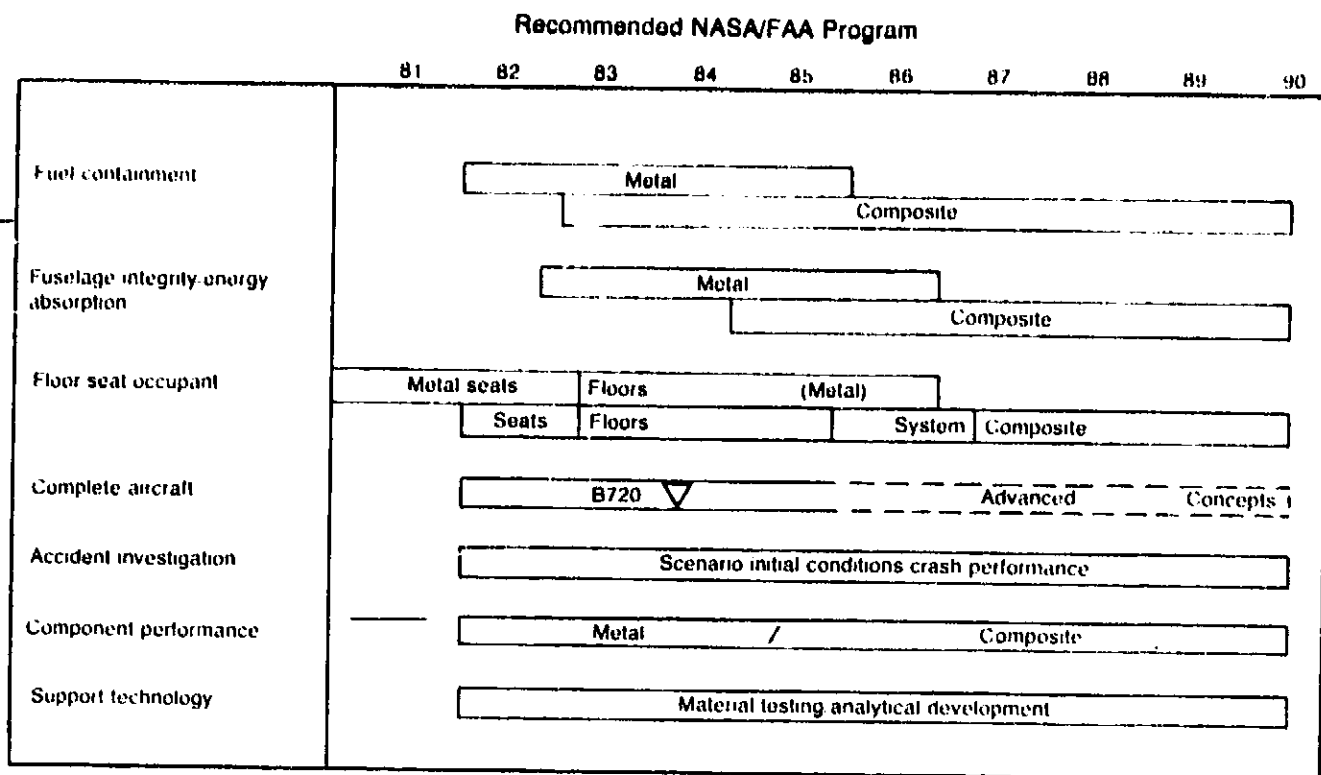 Recommended NASA/FAA Program
81 82 83 84 85 86 87 88 89 90
Fuel containment
Metal
Composite
Fuselage integrity-energy
absorption
Metal
Composite
Floor seat occupant
Metal seats Floors (Metal)
Seats Floors System Composite
Complete aircraft
B720 Advanced Concepts
Accident investigation
Scenario initial conditions crash performance
Component performance
Metal / Composite
Support technology
Material testing analytical development